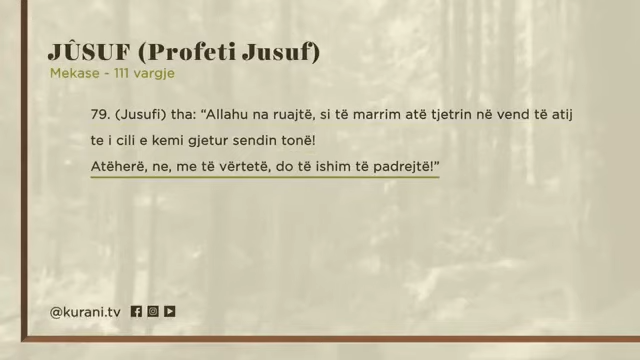 JÛSUF (Profeti Jusuf)
Mekase - 111 vargje
79. (Jusufi) tha: “Allahu na ruajtë, si të marrim atë tjetrin në vend të atij
te i cili e kemi gjetur sendin tonë!
Atëherë, ne, me të vërtetë, do të ishim të padrejtë!”
@kurani.tv